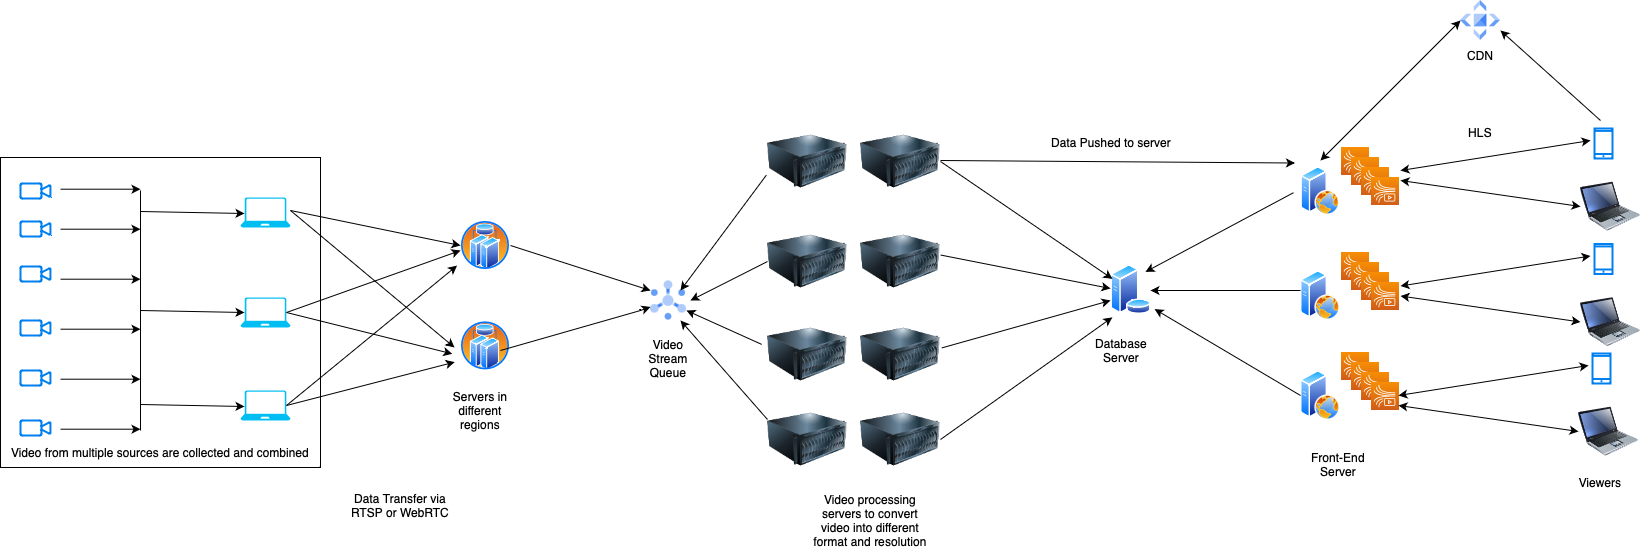 CDN
HLS
Data Pushed to server
Video
Stream
Queue
Database
Server
Servers in
different
regions
Video from multiple sources are collected and combined
Front-End
Server
Viewers
Data Transfer via
RTSP or WebRTC
Video processing
servers to convert
video into different
format and resolution